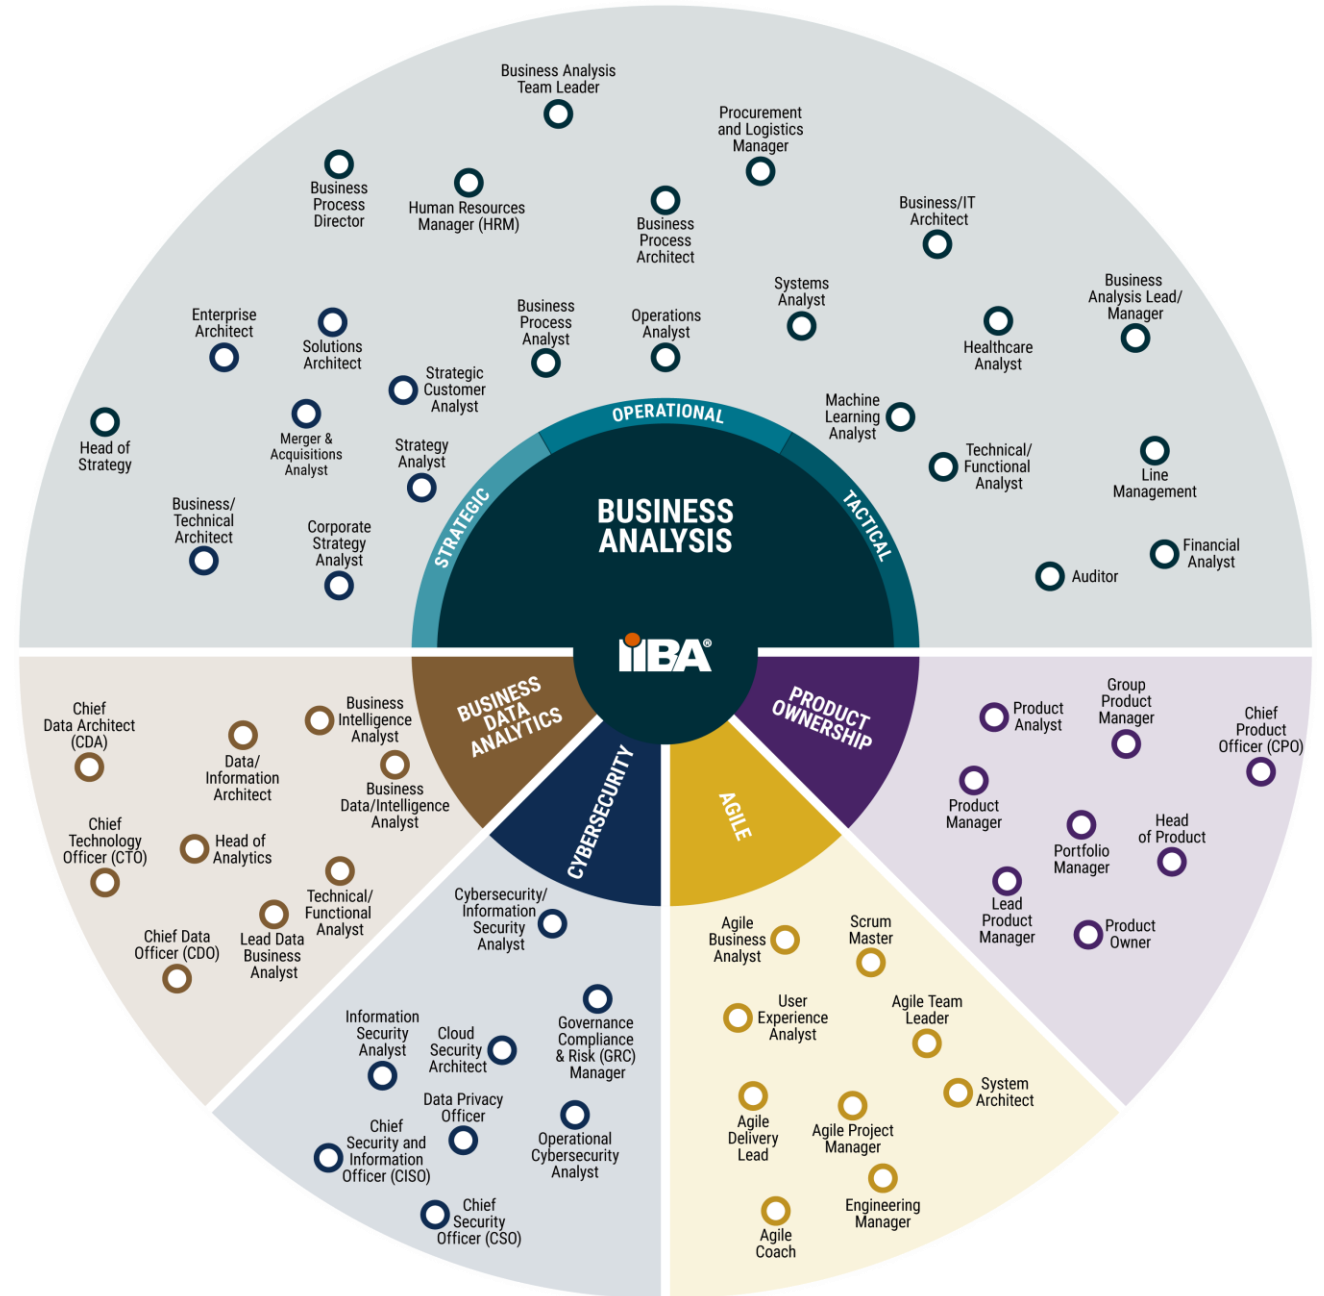 Business Analysis
Team Leader
Procurement
and Logistics
Manager
Business
Process
Director
Human Resources
Manager (HRM)
Business
Process
Architect
Business/IT
Architect
Business
Analysis Lead/
Manager
Enterprise
Architect
Solutions
Architect
Business
Process
Analyst
Operations
Analyst
Systems
Analyst
Healthcare
Analyst
Strategic
Customer
Analyst
Machine
Learning
Analyst
Head of
Strategy
Merger &
Acquisitions
Analyst
Strategy
Analyst
Technical/
Functional
Analyst
Line
Management
Business/
Technical
Architect
Corporate
Strategy
Analyst
Financial
Analyst
Auditor
STRATEGIC
OPERATIONAL
TACTICAL
BUSINESS
ANALYSIS
iiBA®
BUSINESS
DATA
ANALYTICS
CYBERSECURITY
AGILE
PRODUCT
OWNERSHIP
Chief
Data Architect
(CDA)
Data/
Information
Architect
Business
Intelligence
Analyst
Business
Data/Intelligence
Analyst
Chief
Technology
Officer (CTO)
Head of
Analytics
Technical/
Functional
Analyst
Lead Data
Business
Analyst
Chief Data
Officer (CDO)
Cybersecurity/
Information
Security
Analyst
Information
Security
Analyst
Cloud
Security
Architect
Governance
Compliance
& Risk (GRC)
Manager
Data Privacy
Officer
Chief
Security and
Information
Officer (CISO)
Operational
Cybersecurity
Analyst
Chief
Security
Officer (CSO)
Agile
Business
Analyst
Scrum
Master
User
Experience
Analyst
Agile Team
Leader
System
Architect
Agile
Delivery
Lead
Agile Project
Manager
Engineering
Manager
Agile
Coach
Product
Analyst
Group
Product
Manager
Chief
Product
Officer (CPO)
Product
Manager
Portfolio
Manager
Head
of Product
Lead
Product
Manager
Product
Owner